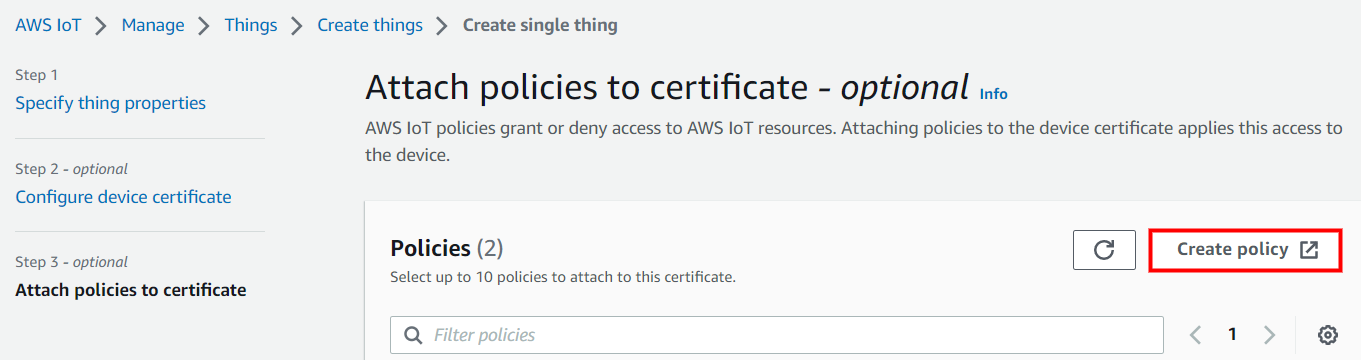 AWS IoT > Manage > Things > Create things > Create single thing
Step 1
Specify thing properties
Step 2 - optional
Configure device certificate
Step 3 - optional
Attach policies to certificate
Attach policies to certificate - optional Info
AWS IoT policies grant or deny access to AWS IoT resources. Attaching policies to the device certificate applies this access to
the device.
Policies (2)
Create policy
Select up to 10 policies to attach to this certificate.
Filter policies
1